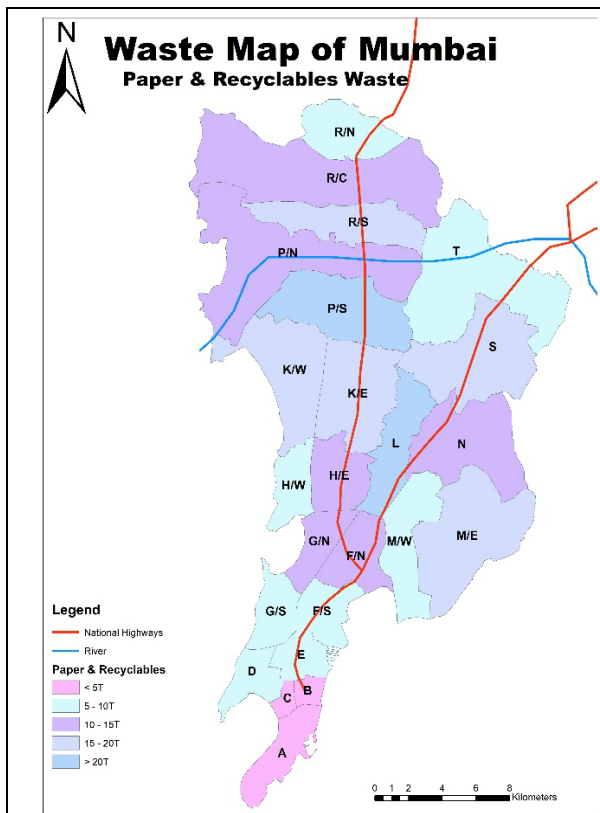 N
Waste Map of Mumbai
Paper & Recyclables Waste
R/N
R/C
R/S
P/N
T
P/S
S
K/W
K/E
L
N
H/W
H/E
G/N
F/N
M/W
M/E
G/S
F/S
E
D
C
B
A
Legend
National Highways
River
Paper & Recyclables
< 5T
5 - 10T
10 - 15T
15 - 20T
> 20T
0 1 2 4 6 8
Kilometers